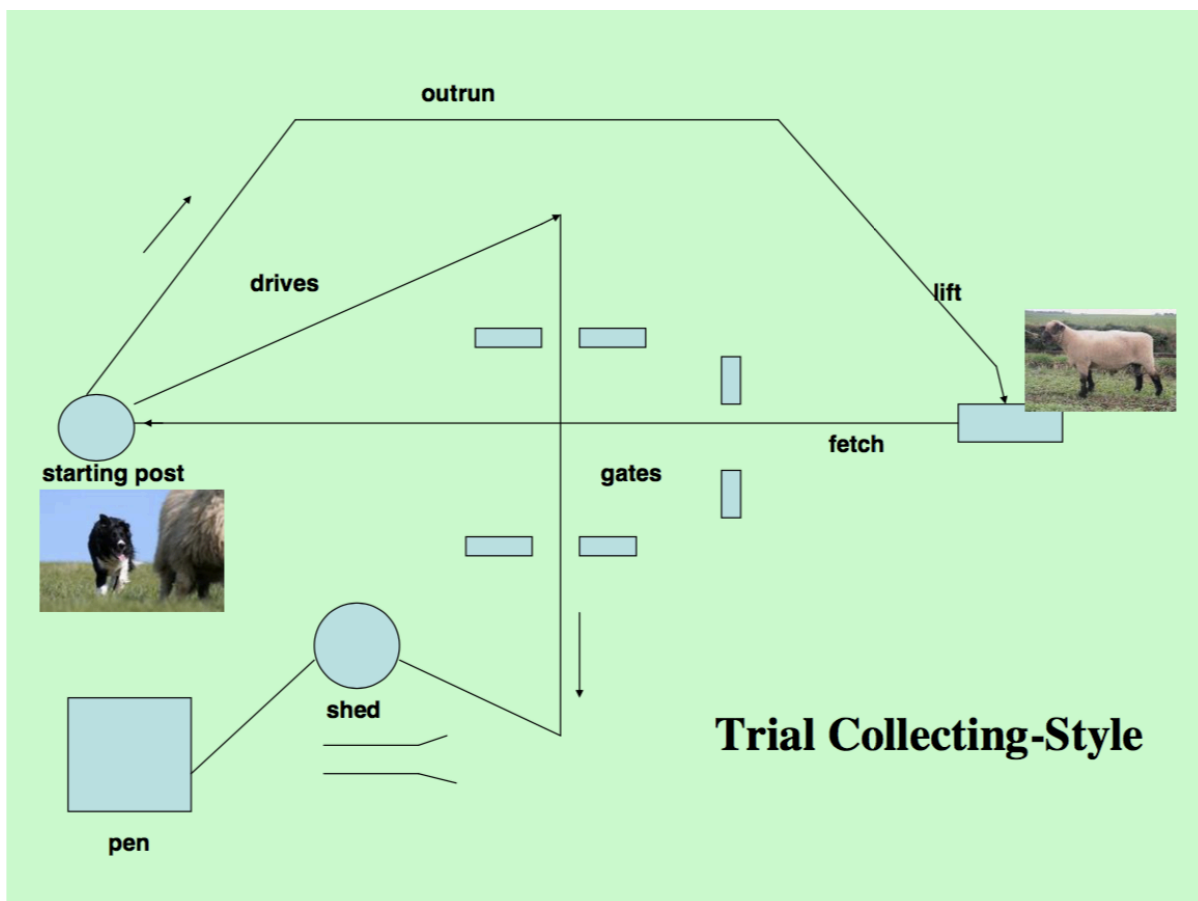 outrun
drives
lift
fetch
starting post
gates
shed
Trial Collecting-Style
pen